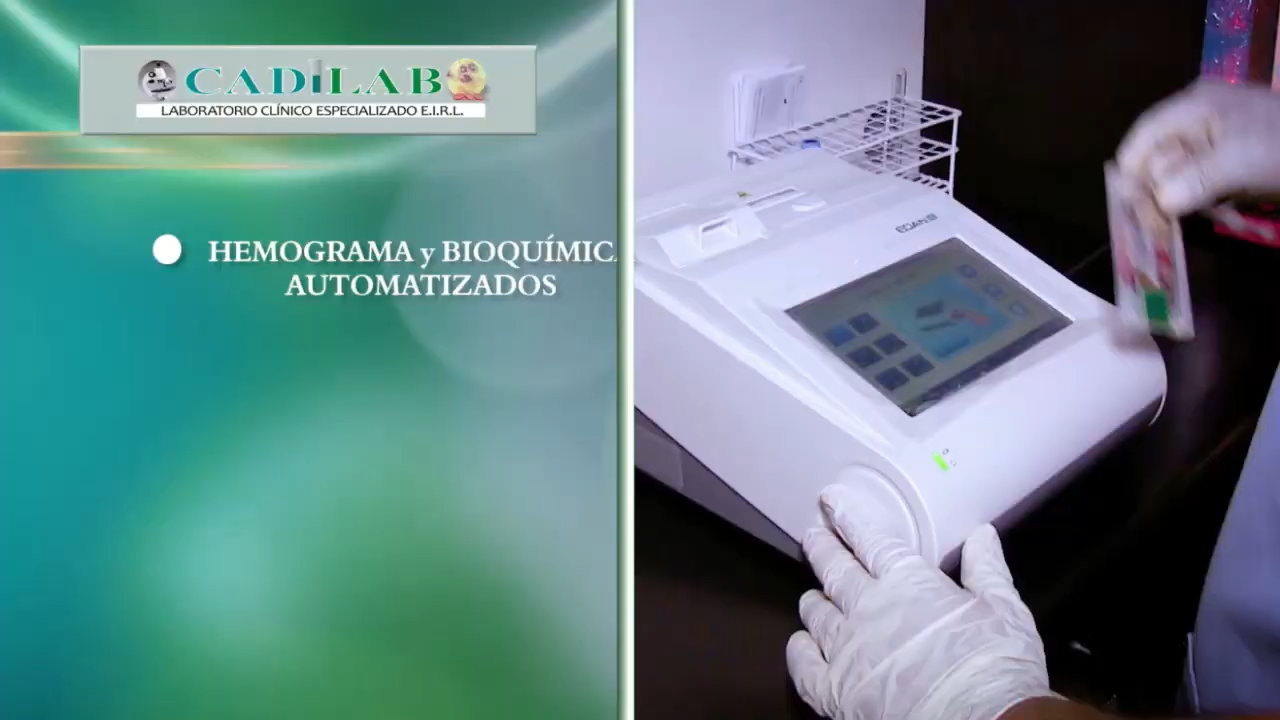 CADiLAB
LABORATORIO CLÍNICO ESPECIALIZADO E.I.R.L.
HEMOGRAMA y BIOQUÍMIC
AUTOMATIZADOS
EDAN